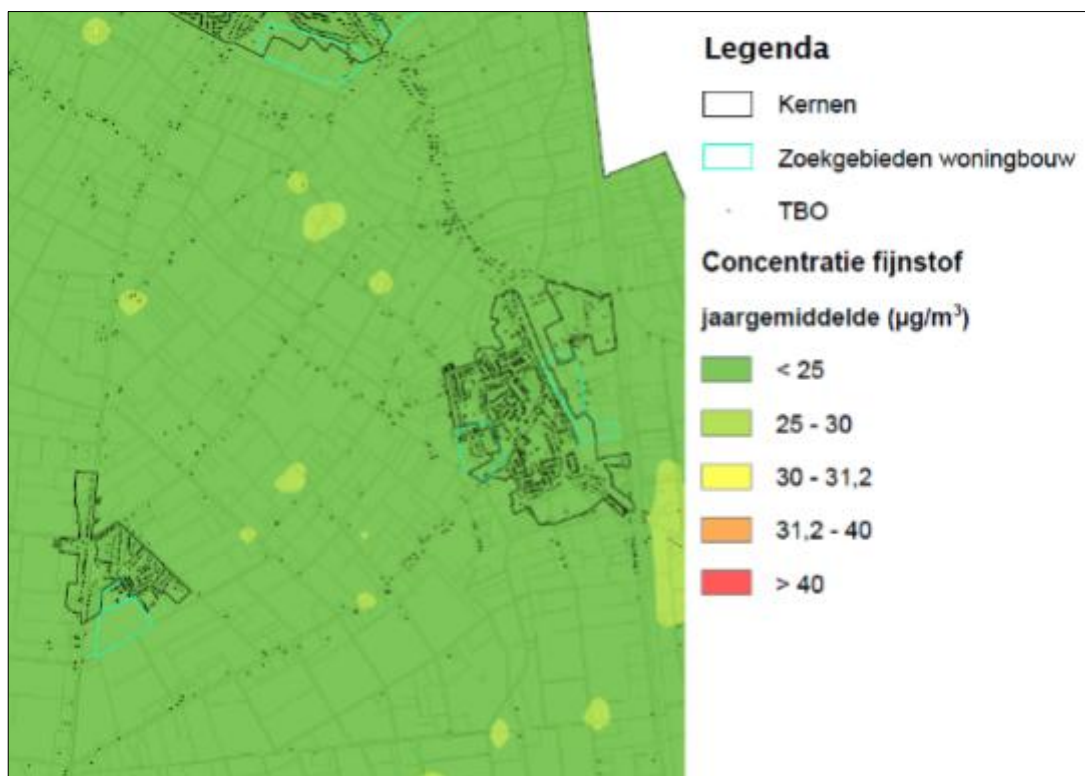 Legenda
Kernen
Zoekgebieden woningbouw
TBO
Concentratie fijnstof
jaargemiddelde (µg/m³)
< 25
25 - 30
30 - 31,2
31,2 - 40
> 40